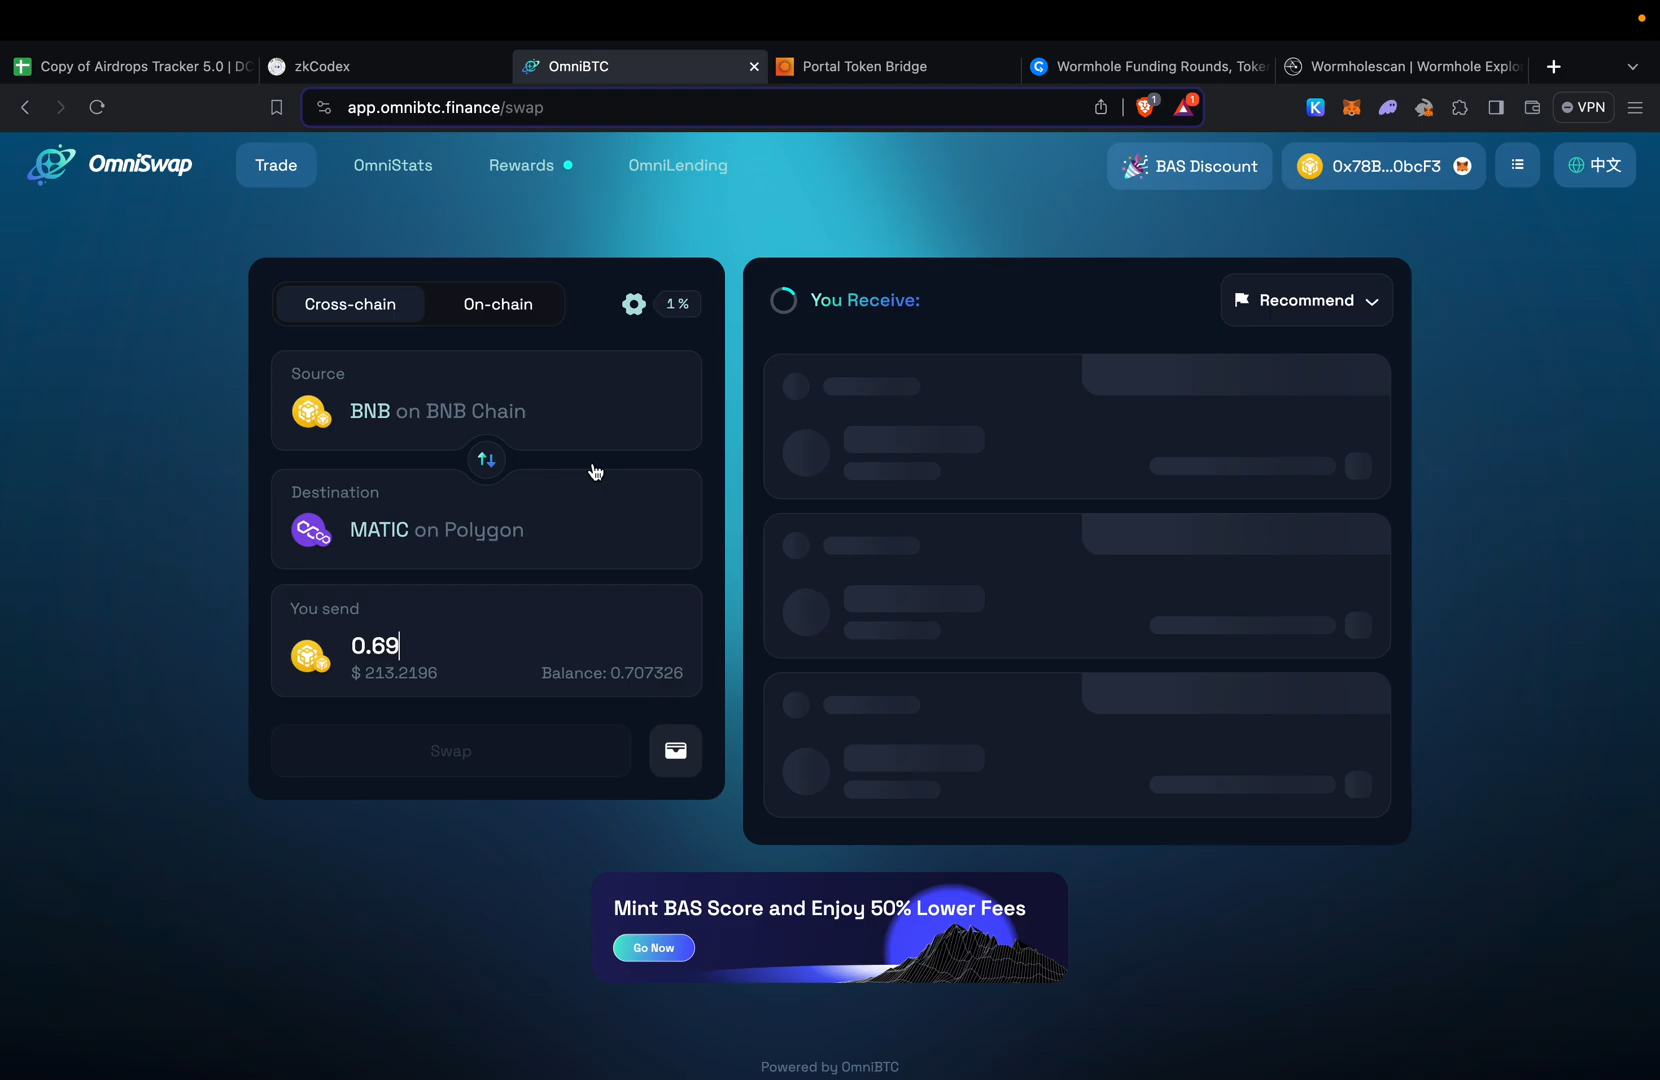 Copy of Airdrops Tracker 5.0 | DC
zkCodex
OmniBTC
Portal Token Bridge
Wormhole Funding Rounds, Toke
Wormholescan | Wormhole Explo
app.omnibtc.finance/swap
1
1
VPN
OmniSwap
Trade
OmniStats
Rewards
OmniLending
BAS Discount
0x78B...0bcF3
中文
Cross-chain
On-chain
1 %
Source
BNB on BNB Chain
Destination
MATIC on Polygon
You send
0.69
$ 213.2196
Balance: 0.707326
Swap
You Receive:
Recommend
Mint BAS Score and Enjoy 50% Lower Fees
Go Now
Powered by OmniBTC